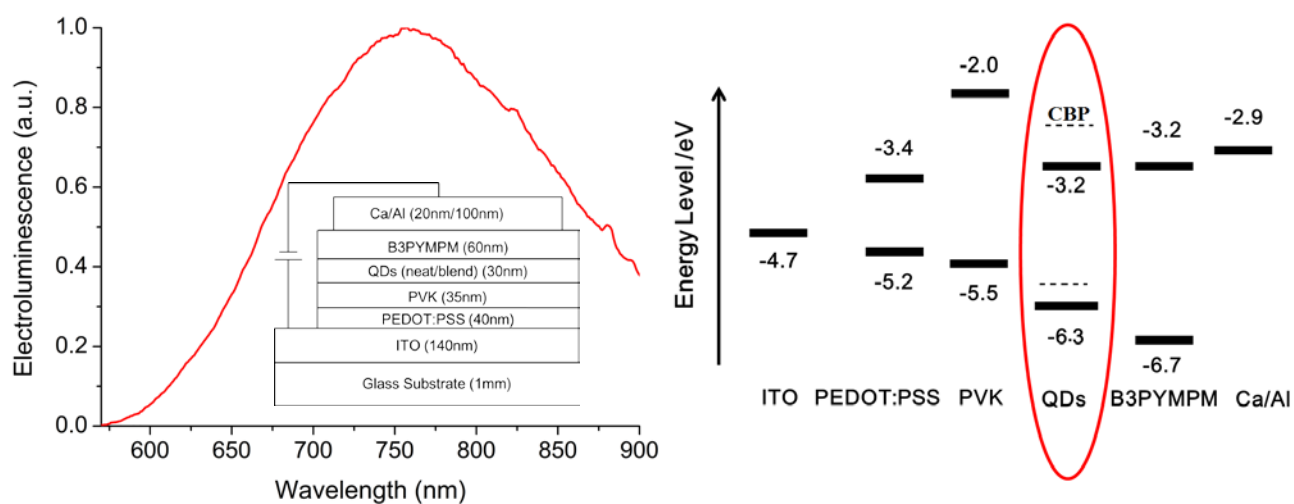 Electroluminescence (a.u.)
1.0
0.8
0.6
0.4
0.2
0.0
600 650 700 750 800 850 900
Wavelength (nm)
Ca/Al (20nm/100nm)
B3PYMPM (60nm)
QDs (neat/blend) (30nm)
PVK (35nm)
PEDOT:PSS (40nm)
ITO (140nm)
Glass Substrate (1mm)
Energy Level /eV
-2.0
CBP
-3.4
-3.2
-3.2
-2.9
-4.7
-5.2
-5.5
-6.3
-6.7
ITO PEDOT:PSS PVK QDs B3PYMPM Ca/Al